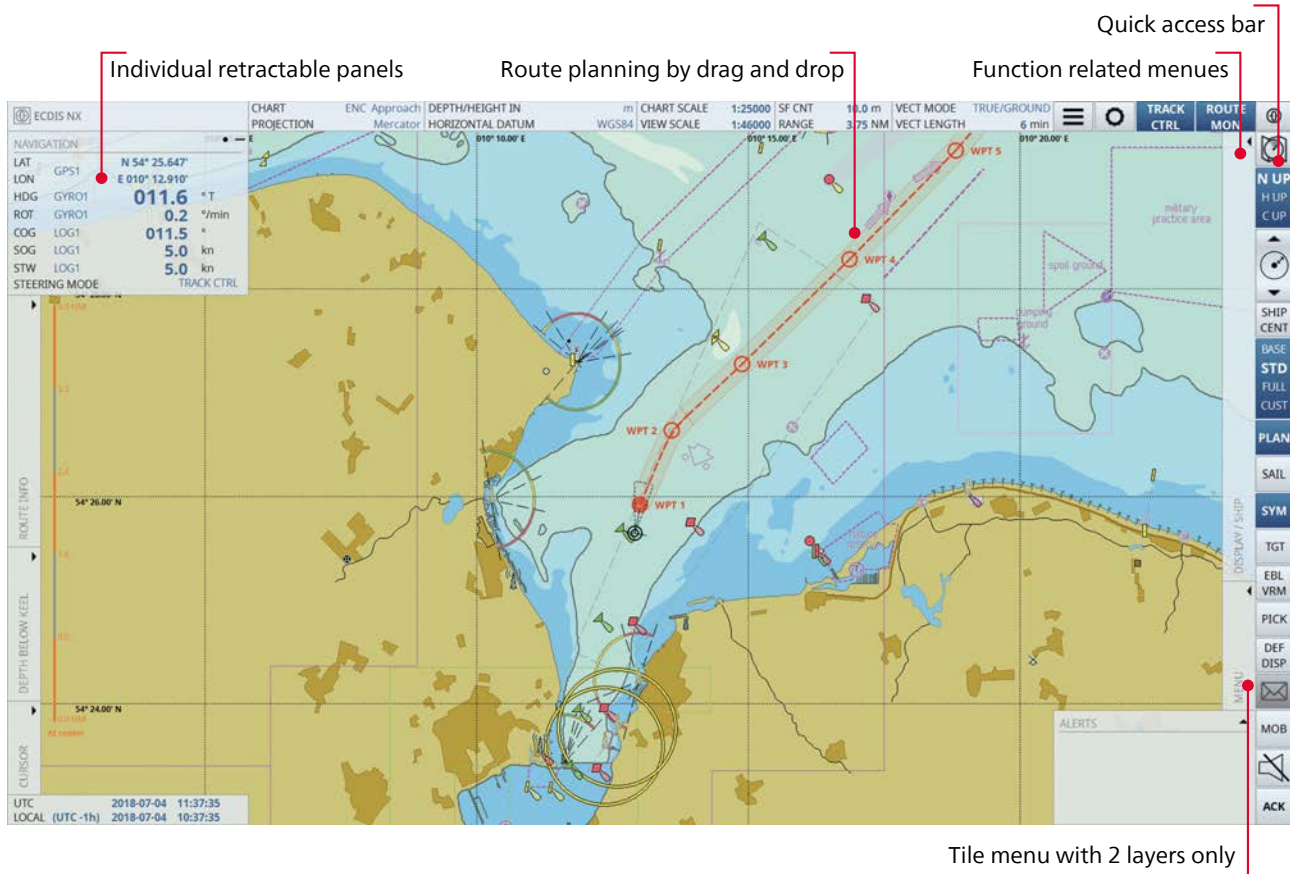 Quick access bar
Individual retractable panels
Route planning by drag and drop
Function related menues
ECDIS NX
CHART ENC Approach
PROJECTION Mercator
DEPTH/HEIGHT IN m
HORIZONTAL DATUM WGS84
CHART SCALE 1:25000
VIEW SCALE 1:46000
SF CNT 10.0 m
RANGE 3.75 NM
VECT MODE TRUE/GROUND
VECT LENGTH 6 min
TRACK CTRL
ROUTE MON
NAVIGATION
LAT GPS1 N 54° 25.647'
LON E 010° 12.910'
HDG GYRO1 011.6 °T
ROT GYRO1 0.2 °/min
COG LOG1 011.5 °
SOG LOG1 5.0 kn
STW LOG1 5.0 kn
STEERING MODE TRACK CTRL
010° 10.00' E
010° 15.00' E
010° 20.00' E
WPT 5
WPT 4
WPT 3
WPT 2
WPT 1
military practice area
spoil ground
dumping ground
54° 26.00' N
54° 24.00' N
ROUTE INFO
DEPTH BELOW KEEL
CURSOR
DISPLAY / SHIP
MENU
N UP
H UP
C UP
SHIP CENT
BASE
STD
FULL
CUST
PLAN
SAIL
SYM
TGT
EBL VRM
PICK
DEF DISP
MOB
ACK
ALERTS
UTC 2018-07-04 11:37:35
LOCAL (UTC -1h) 2018-07-04 10:37:35
Tile menu with 2 layers only